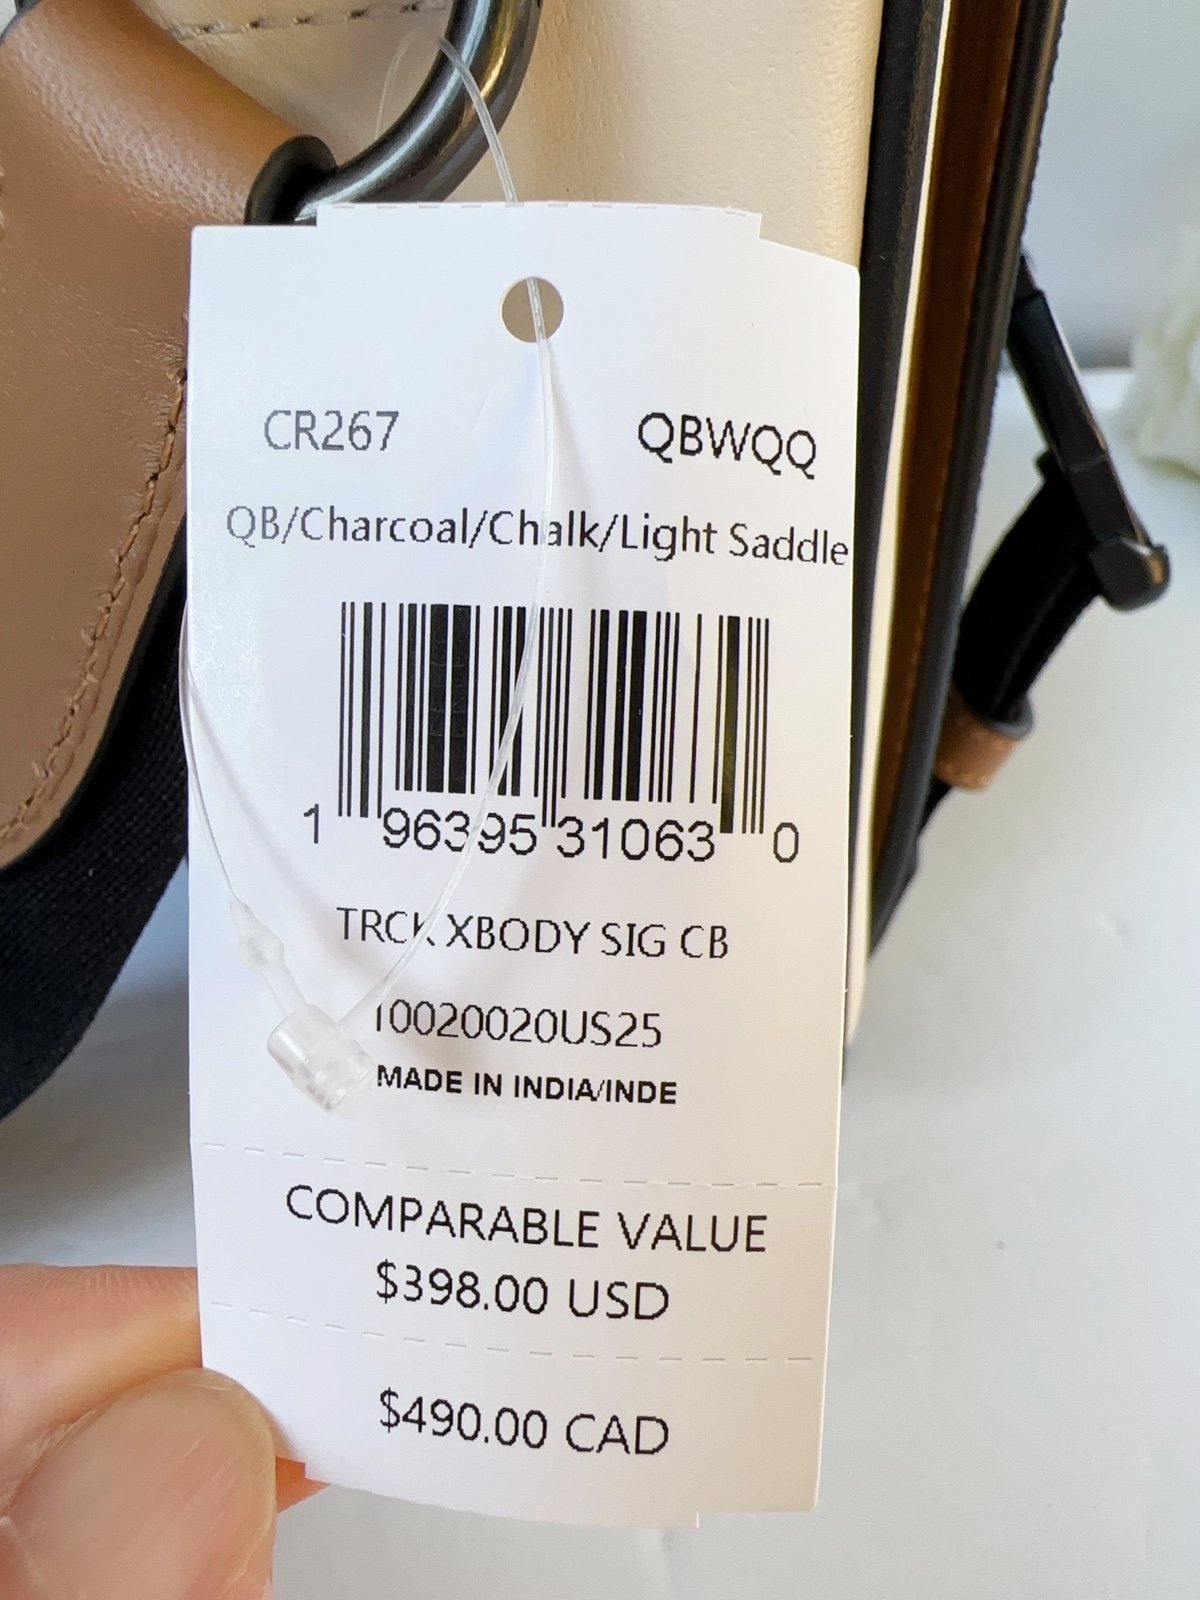 CR267 QBWQQ
QB/Charcoal/Chalk/Light Saddle
1 96395 31063 0
TRCK XBODY SIG CB
10020020US25
MADE IN INDIA/INDE
COMPARABLE VALUE
$398.00 USD
$490.00 CAD